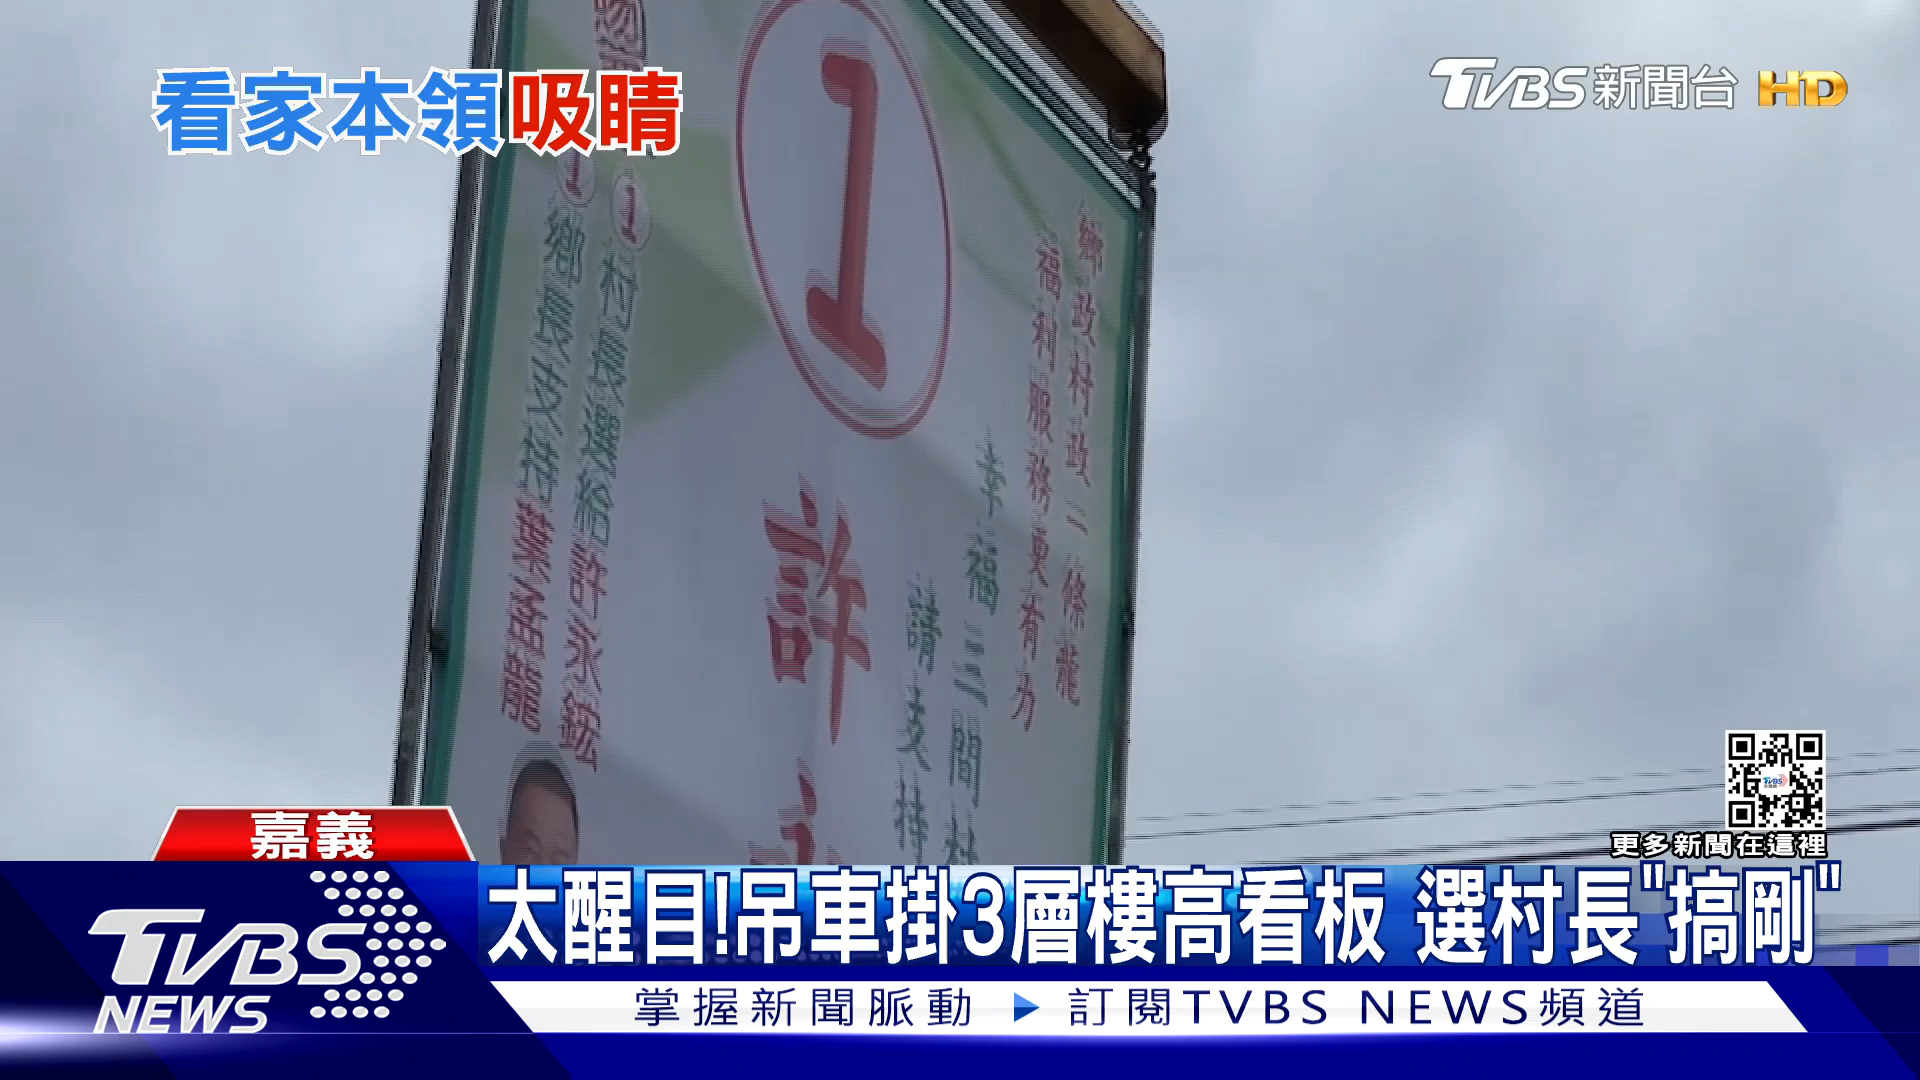 看家本領吸睛
TVBS新聞台 HD
1
鄉政村政一條龍
福利服務更有力
幸福三間村
請支持
許
1 村長選給許永鋐
1 鄉長支持葉孟龍
TVBS
更多新聞在這裡
嘉義
太醒目!吊車掛3層樓高看板 選村長"搞剛"
TVBS NEWS
掌握新聞脈動 ▶ 訂閱TVBS NEWS頻道